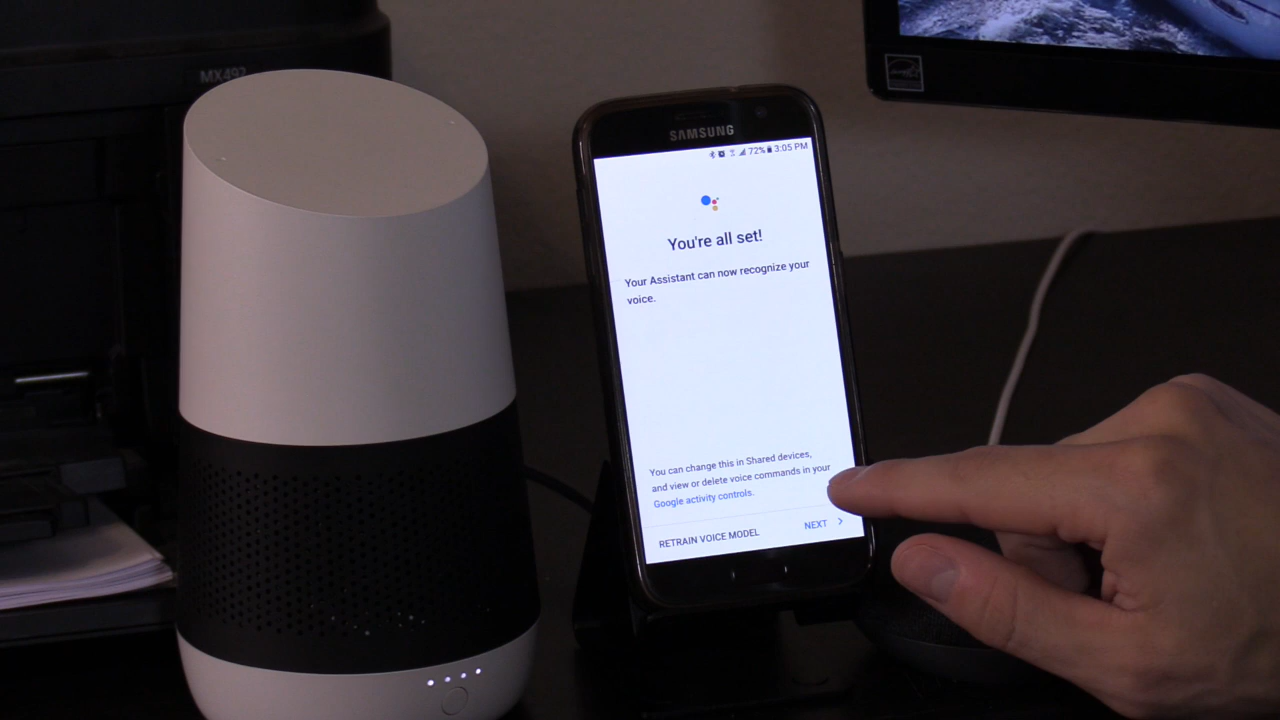 MX492
SAMSUNG
72% 3:05 PM
You're all set!
Your Assistant can now recognize your
voice.
You can change this in Shared devices,
and view or delete voice commands in your
Google activity controls.
RETRAIN VOICE MODEL
NEXT